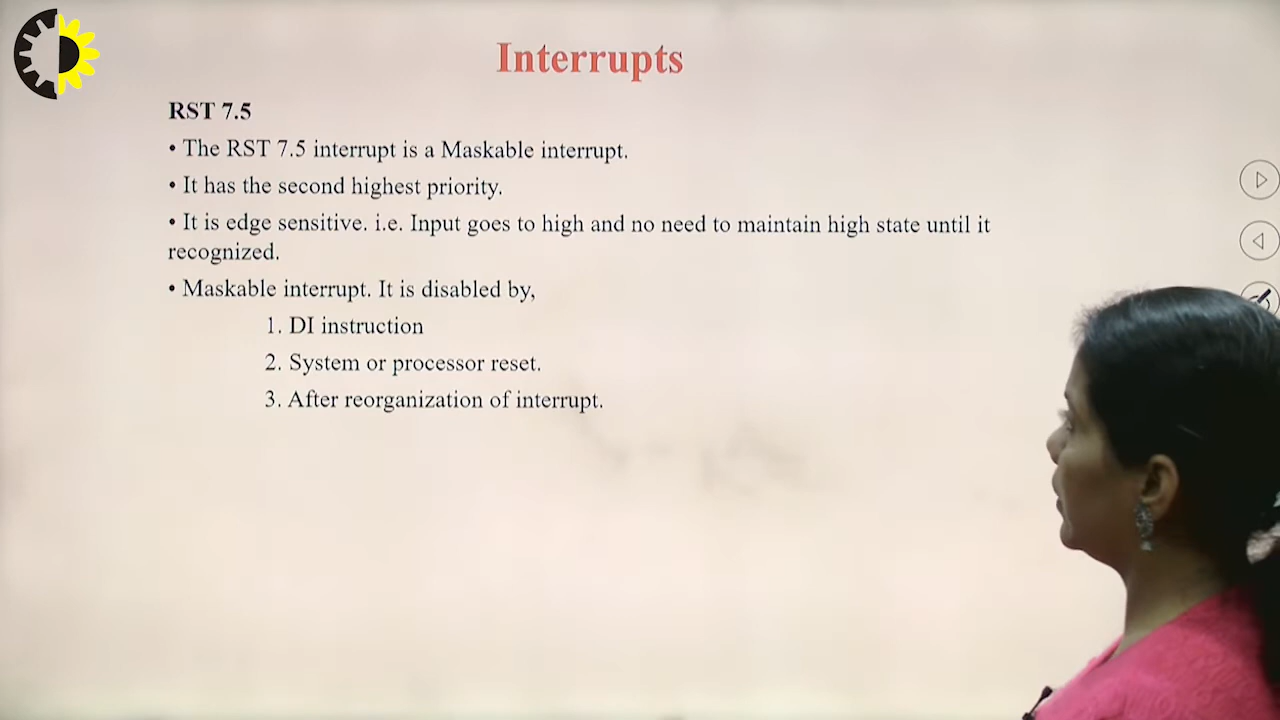 Interrupts
RST 7.5
• The RST 7.5 interrupt is a Maskable interrupt.
• It has the second highest priority.
• It is edge sensitive. i.e. Input goes to high and no need to maintain high state until it
recognized.
• Maskable interrupt. It is disabled by,
1. DI instruction
2. System or processor reset.
3. After reorganization of interrupt.